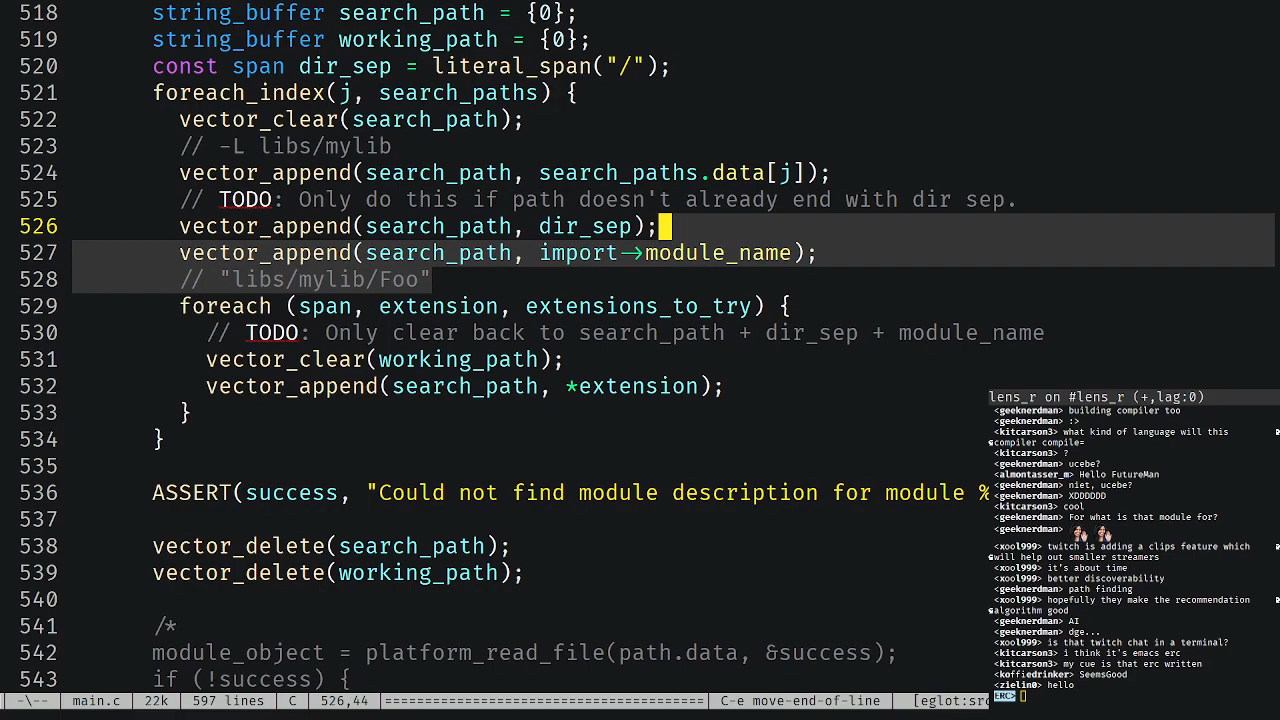 518 string_buffer search_path = {0};
519 string_buffer working_path = {0};
520 const span dir_sep = literal_span("/");
521 foreach_index(j, search_paths) {
522 vector_clear(search_path);
523 // -L libs/mylib
524 vector_append(search_path, search_paths.data[j]);
525 // TODO: Only do this if path doesn't already end with dir sep.
526 vector_append(search_path, dir_sep);
527 vector_append(search_path, import->module_name);
528 // "libs/mylib/Foo"
529 foreach (span, extension, extensions_to_try) {
530 // TODO: Only clear back to search_path + dir_sep + module_name
531 vector_clear(working_path);
532 vector_append(search_path, *extension);
533 }
534 }
535
536 ASSERT(success, "Could not find module description for module %
537
538 vector_delete(search_path);
539 vector_delete(working_path);
540
541 /*
542 module_object = platform_read_file(path.data, &success);
543 if (!success) {
-\-- main.c 22k 597 lines C 526,44 ================================ C-e move-end-of-line [eglot:src
lens_r on #lens_r (+,lag:0)
<geeknerdman> building compiler too
<geeknerdman> :>
<kitcarson3> what kind of language will this
compiler compile=
<kitcarson3> ?
<geeknerdman> ucebe?
<almontasser_m> Hello FutureMan
<geeknerdman> niet, ucebe?
<geeknerdman> XDDDDDD
<kitcarson3> cool
<geeknerdman> For what is that module for?
<geeknerdman>
<xool999> twitch is adding a clips feature which
will help out smaller streamers
<xool999> it's about time
<xool999> better discoverability
<geeknerdman> path finding
<xool999> hopefully they make the recommendation
algorithm good
<geeknerdman> AI
<geeknerdman> dge...
<xool999> is that twitch chat in a terminal?
<kitcarson3> i think it's emacs erc
<kitcarson3> my cue is that erc written
<koffiedrinker> SeemsGood
<zielin0> hello
ERC>